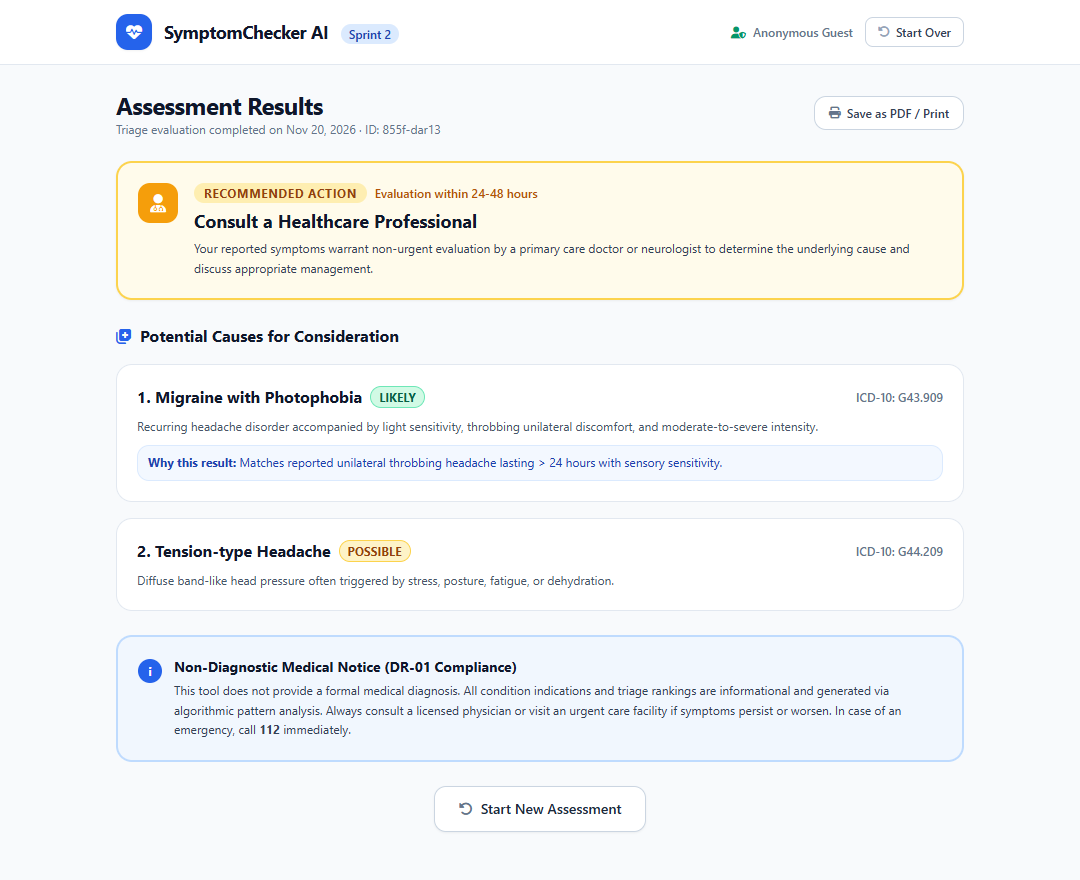 SymptomChecker AI Sprint 2 Anonymous Guest Start Over
Assessment Results
Triage evaluation completed on Nov 20, 2026 · ID: 855f-dar13
Save as PDF / Print
RECOMMENDED ACTION Evaluation within 24-48 hours
Consult a Healthcare Professional
Your reported symptoms warrant non-urgent evaluation by a primary care doctor or neurologist to determine the underlying cause and
discuss appropriate management.
Potential Causes for Consideration
1. Migraine with Photophobia LIKELY ICD-10: G43.909
Recurring headache disorder accompanied by light sensitivity, throbbing unilateral discomfort, and moderate-to-severe intensity.
Why this result: Matches reported unilateral throbbing headache lasting > 24 hours with sensory sensitivity.
2. Tension-type Headache POSSIBLE ICD-10: G44.209
Diffuse band-like head pressure often triggered by stress, posture, fatigue, or dehydration.
Non-Diagnostic Medical Notice (DR-01 Compliance)
This tool does not provide a formal medical diagnosis. All condition indications and triage rankings are informational and generated via
algorithmic pattern analysis. Always consult a licensed physician or visit an urgent care facility if symptoms persist or worsen. In case of an
emergency, call 112 immediately.
Start New Assessment